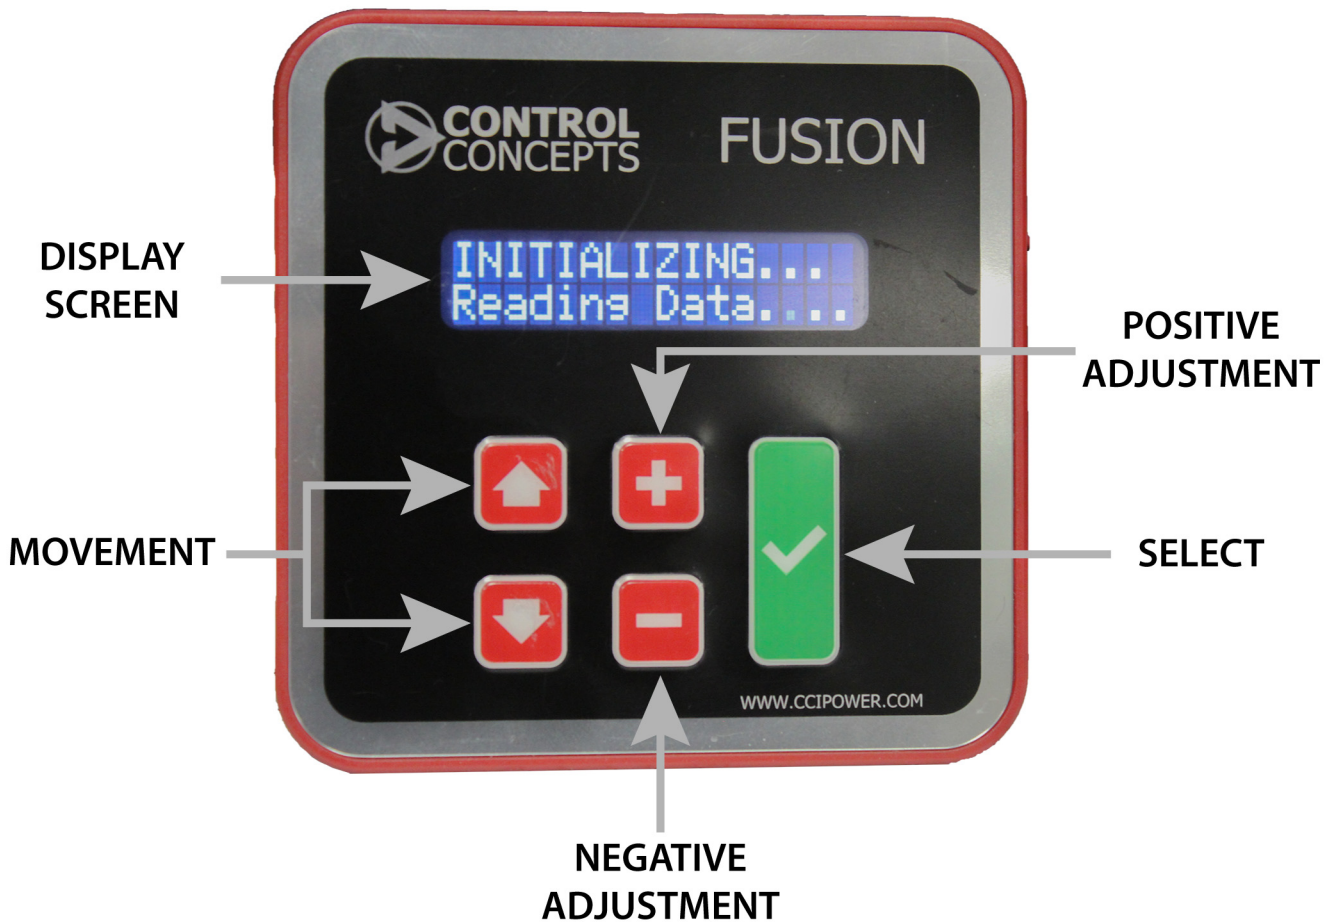 CONTROL
CONCEPTS
FUSION
DISPLAY
SCREEN
INITIALIZING...
Reading Data....
POSITIVE
ADJUSTMENT
MOVEMENT
SELECT
WWW.CCIPOWER.COM
NEGATIVE
ADJUSTMENT